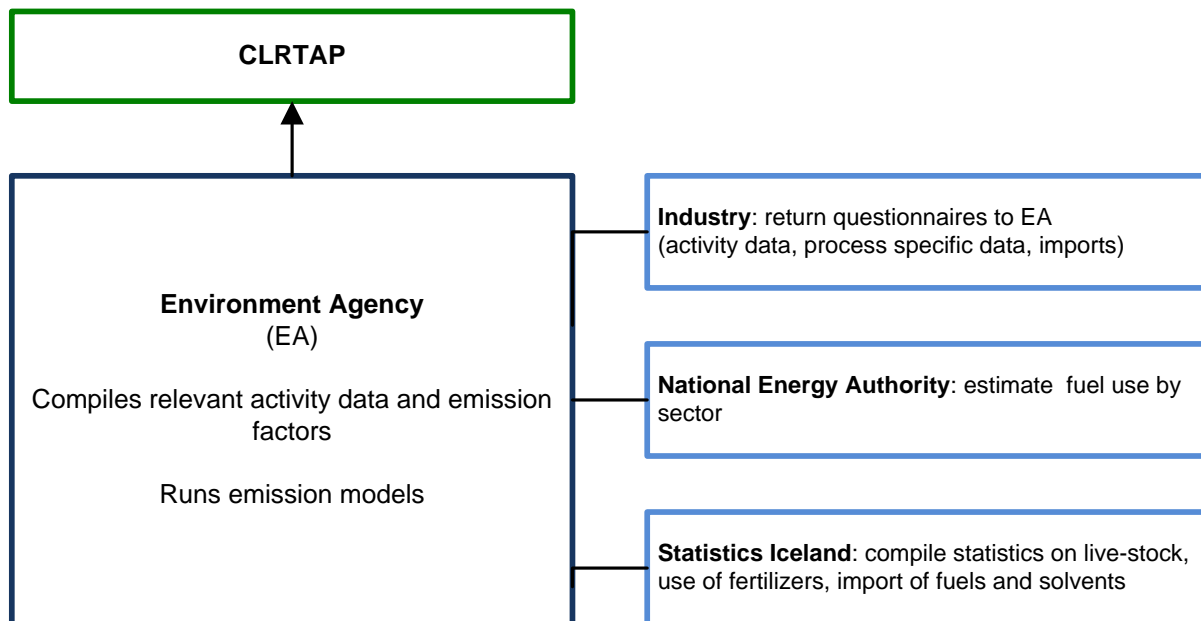 CLRTAP
Environment Agency
(EA)
Compiles relevant activity data and emission
factors
Runs emission models
Industry: return questionnaires to EA
(activity data, process specific data, imports)
National Energy Authority: estimate  fuel use by
sector
Statistics Iceland: compile statistics on live-stock,
use of fertilizers, import of fuels and solvents